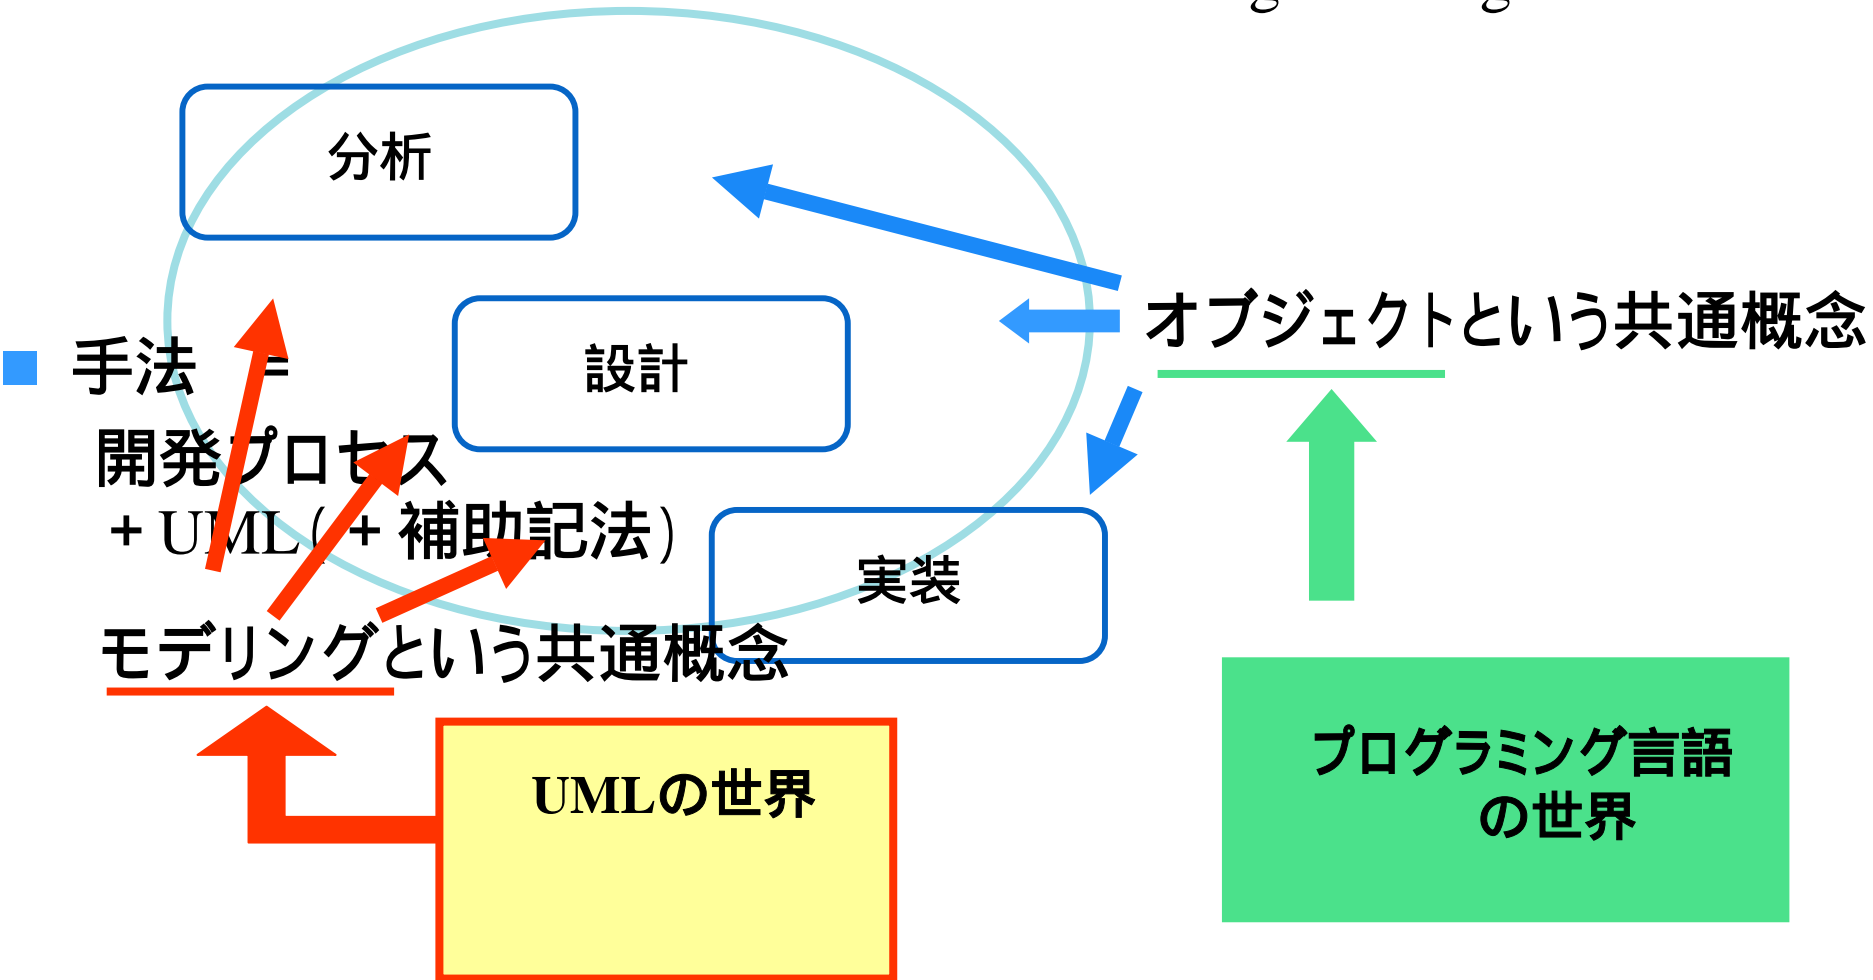 分析
オブジェクトという共通概念
設計
手法 =
開発プロセス
+ UML( + 補助記法)
実装
モデリングという共通概念
UMLの世界
プログラミング言語
の世界